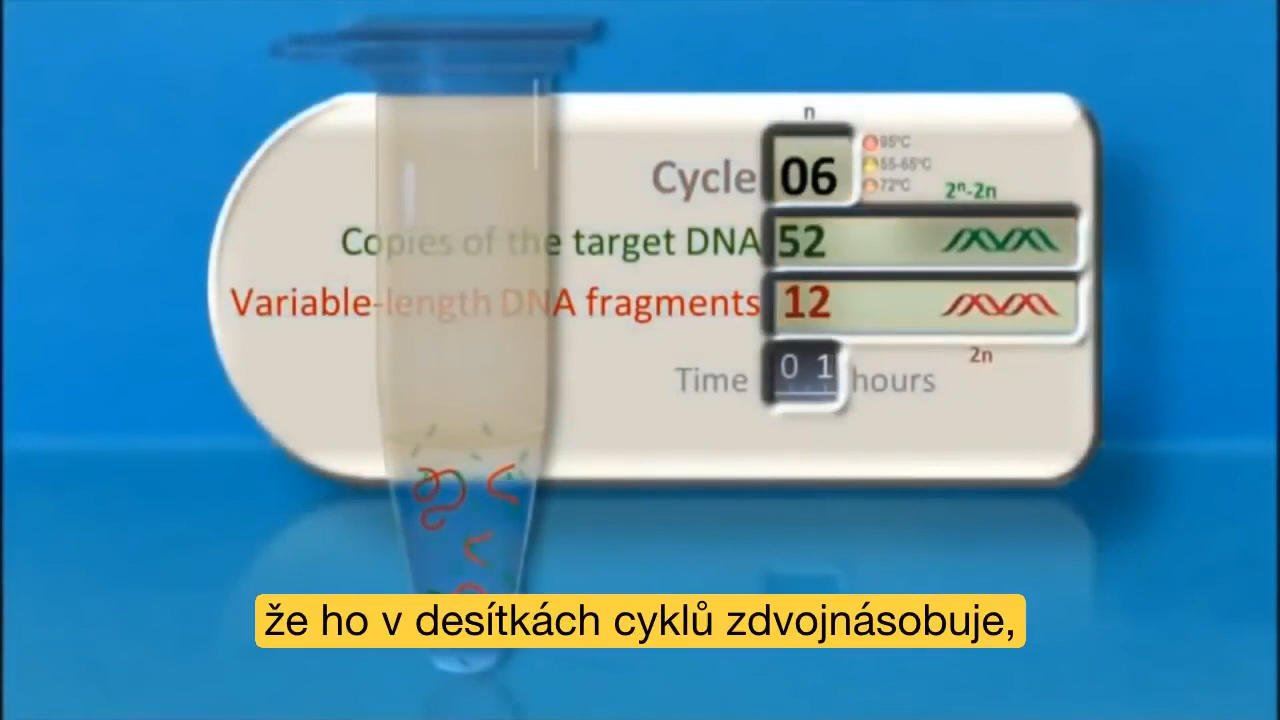 n
Cycle 06
95°C
55-65°C
72°C
2ⁿ-2n
Copies of the target DNA 52
Variable-length DNA fragments 12
2n
Time 0 1 hours
že ho v desítkách cyklů zdvojnásobuje,